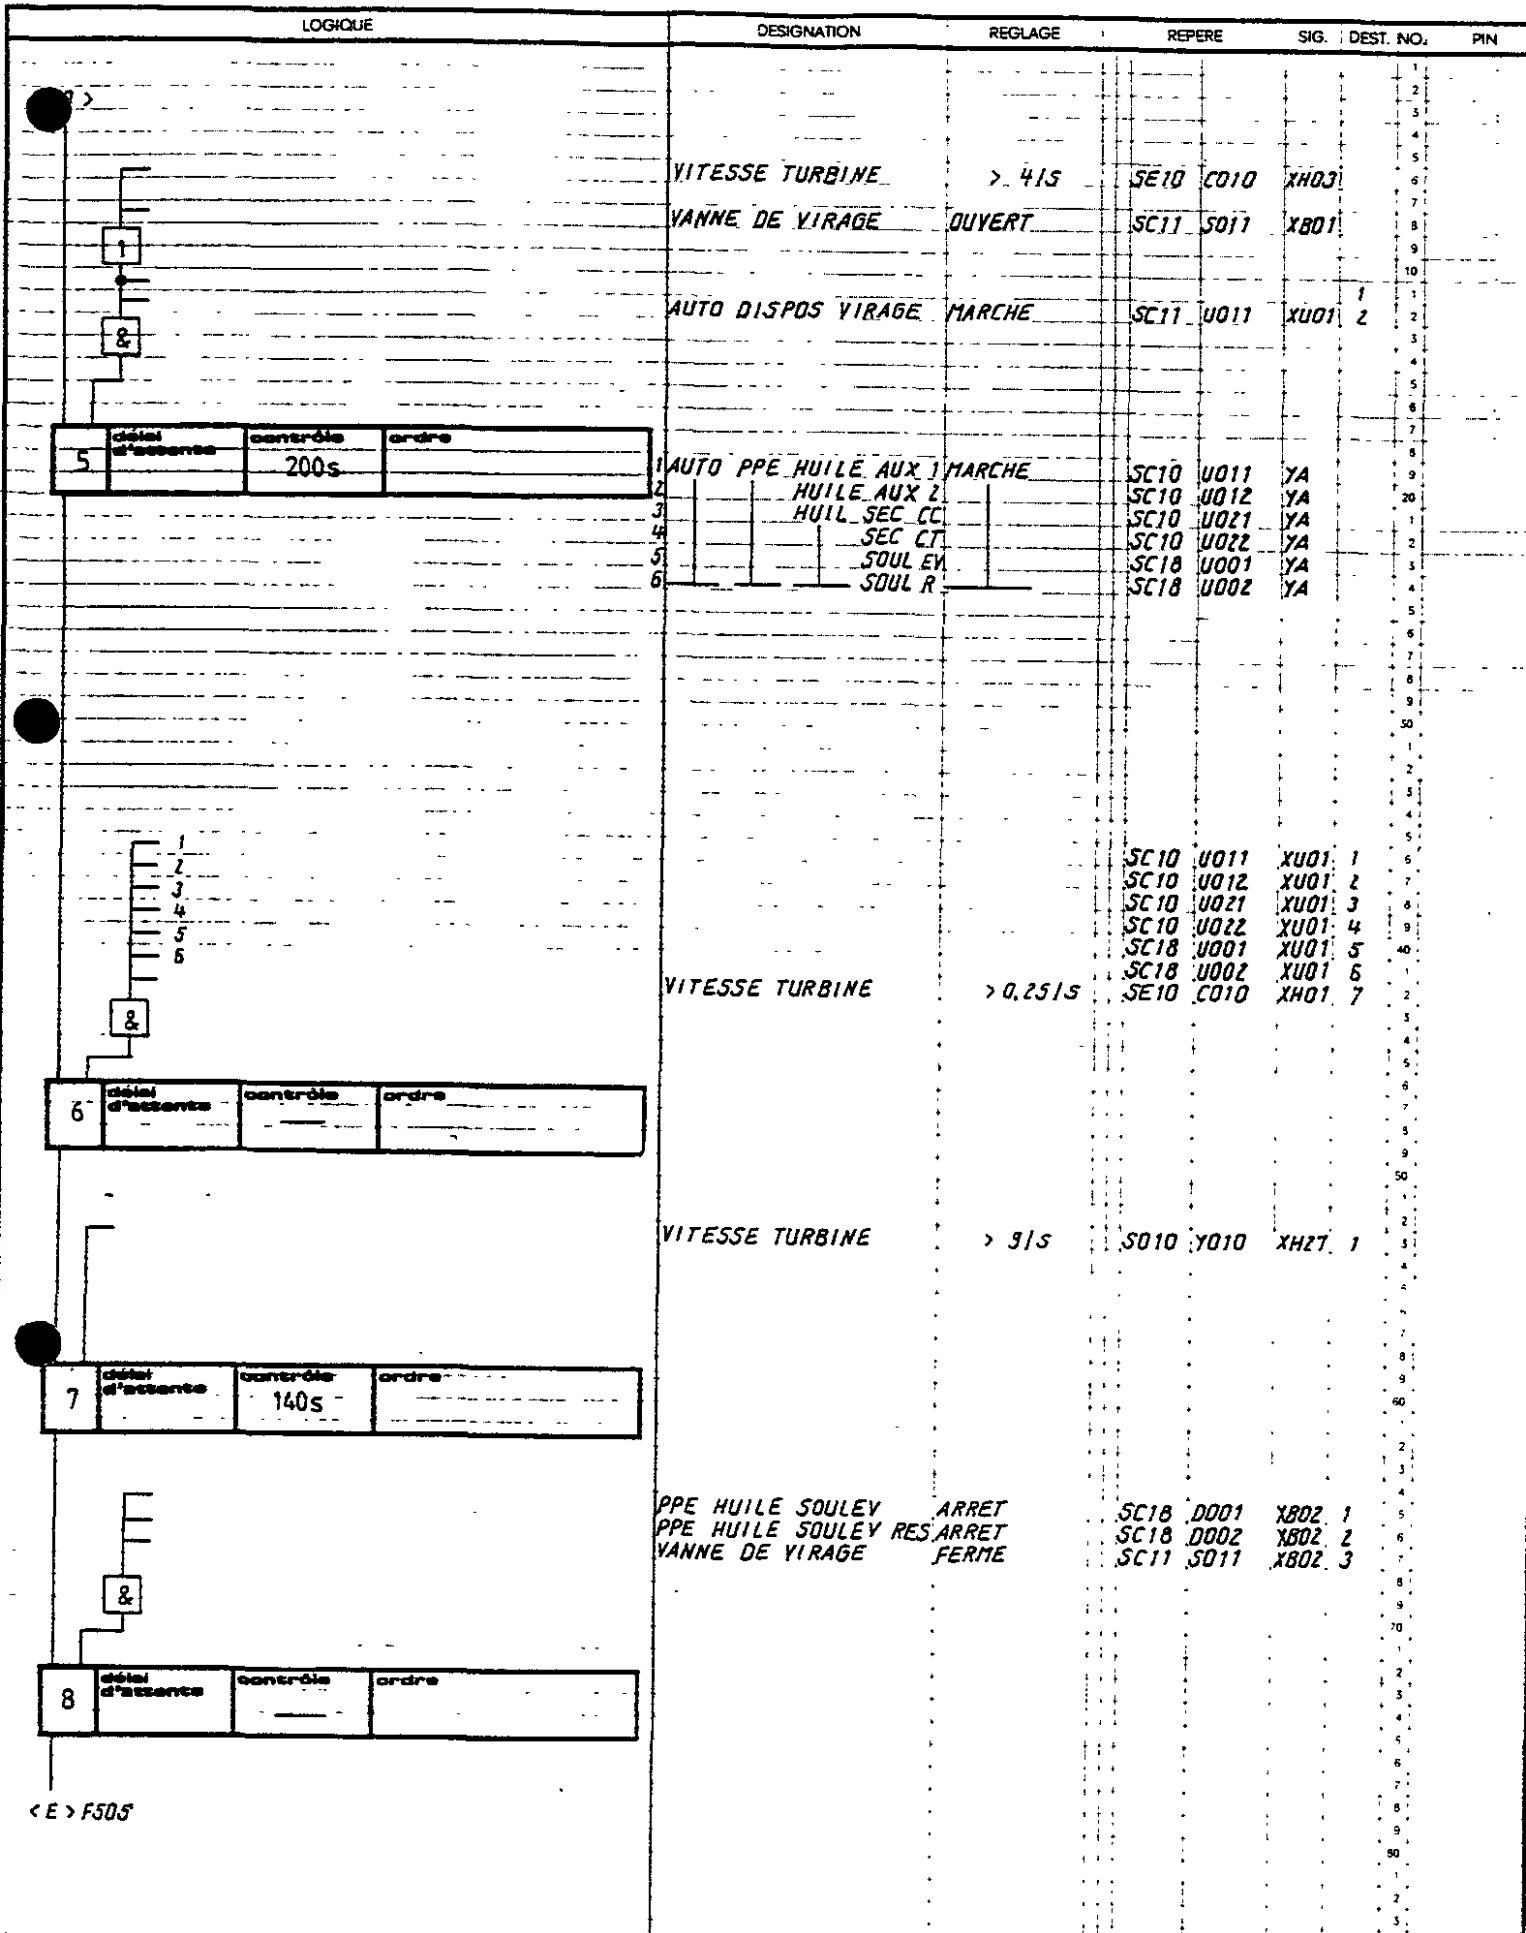 LOGIQUE DESIGNATION REGLAGE REPERE SIG. DEST. NO. PIN
>
VITESSE TURBINE > 4/S SE10 C010 XH03
VANNE DE VIRAGE OUVERT SC11 S011 XB01
1
1
AUTO DISPOS VIRAGE MARCHE SC11 U011 XU01 2
&
5 délai d'attente contrôle 200s ordre
1 AUTO PPE HUILE AUX 1 MARCHE SC10 U011 YA
2 HUILE AUX 2 SC10 U012 YA
3 HUIL SEC CC SC10 U021 YA
4 SEC CT SC10 U022 YA
5 SOUL EV SC18 U001 YA
6 SOUL R SC18 U002 YA
1 SC10 U011 XU01 1
2 SC10 U012 XU01 2
3 SC10 U021 XU01 3
4 SC10 U022 XU01 4
5 SC18 U001 XU01 5
6 SC18 U002 XU01 6
VITESSE TURBINE > 0,25/S SE10 C010 XH01 7
&
6 délai d'attente contrôle — ordre
VITESSE TURBINE > 9/S S010 Y010 XH27 1
7 délai d'attente contrôle 140s ordre
PPE HUILE SOULEV ARRET SC18 D001 XB02 1
PPE HUILE SOULEV RES ARRET SC18 D002 XB02 2
VANNE DE VIRAGE FERME SC11 S011 XB02 3
&
8 délai d'attente contrôle — ordre
<E> F505